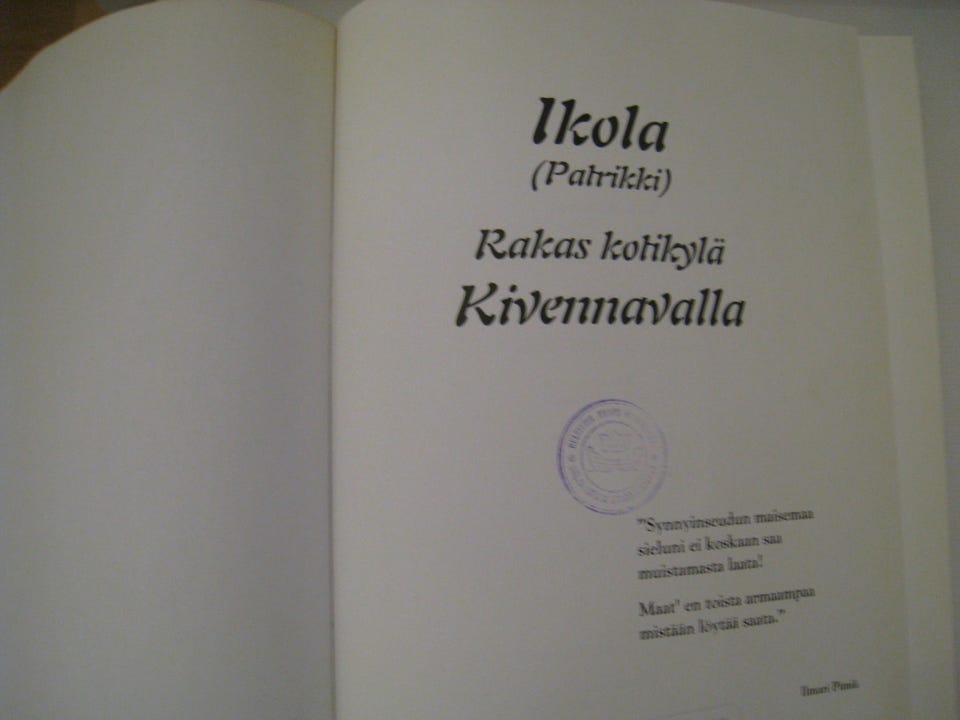 Ikola
(Patrikki)
Rakas kotikylä
Kivennavalla
"Synnyinseudun maisemaa
sieluni ei koskaan saa
muistamasta laata!
Maat' en toista armaampaa
mistään löytää saata."
Ilmari Pimiä